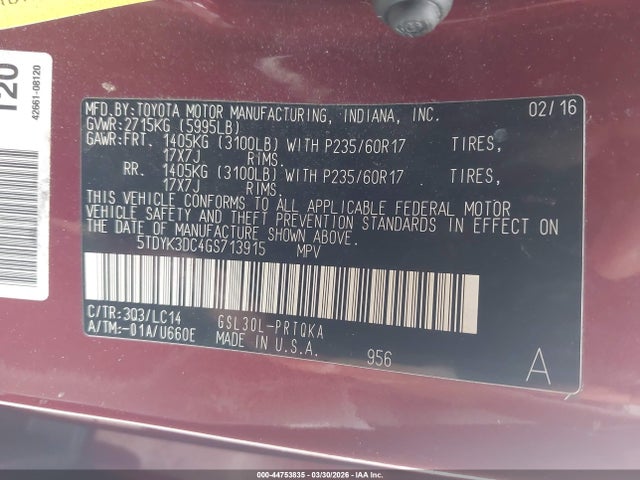 120
42661-08120
MFD.BY:TOYOTA MOTOR MANUFACTURING, INDIANA, INC. 02/16
GVWR:2715KG (5995LB)
GAWR:FRT. 1405KG (3100LB) WITH P235/60R17 TIRES,
17X7J RIMS.
RR. 1405KG (3100LB) WITH P235/60R17 TIRES,
17X7J RIMS.
THIS VEHICLE CONFORMS TO ALL APPLICABLE FEDERAL MOTOR
VEHICLE SAFETY AND THEFT PREVENTION STANDARDS IN EFFECT ON
THE DATE OF MANUFACTURE SHOWN ABOVE.
5TDYK3DC4GS713915 MPV
C/TR:3Q3/LC14 GSL30L-PRTQKA
A/TM:-01A/U660E MADE IN U.S.A. 956 A
000-44753835 - 03/30/2026 - IAA Inc.